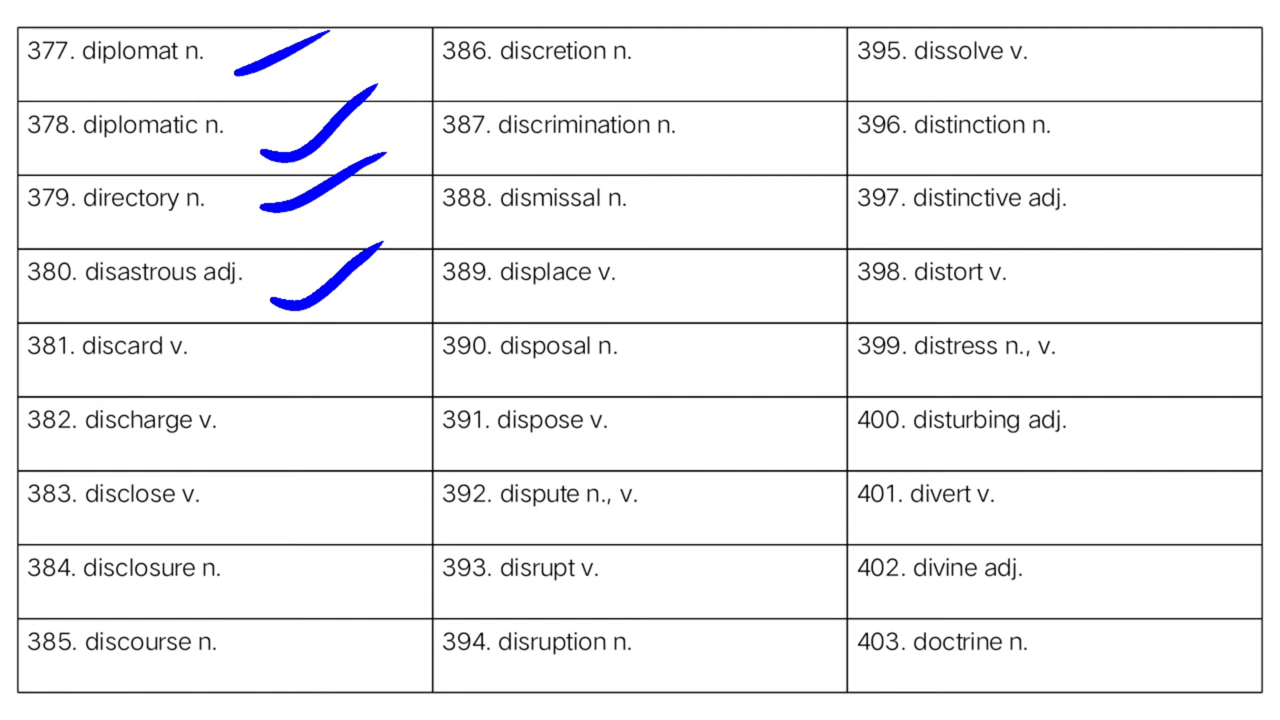 377. diplomat n.
378. diplomatic n.
379. directory n.
380. disastrous adj.
381. discard v.
382. discharge v.
383. disclose v.
384. disclosure n.
385. discourse n.
386. discretion n.
387. discrimination n.
388. dismissal n.
389. displace v.
390. disposal n.
391. dispose v.
392. dispute n., v.
393. disrupt v.
394. disruption n.
395. dissolve v.
396. distinction n.
397. distinctive adj.
398. distort v.
399. distress n., v.
400. disturbing adj.
401. divert v.
402. divine adj.
403. doctrine n.